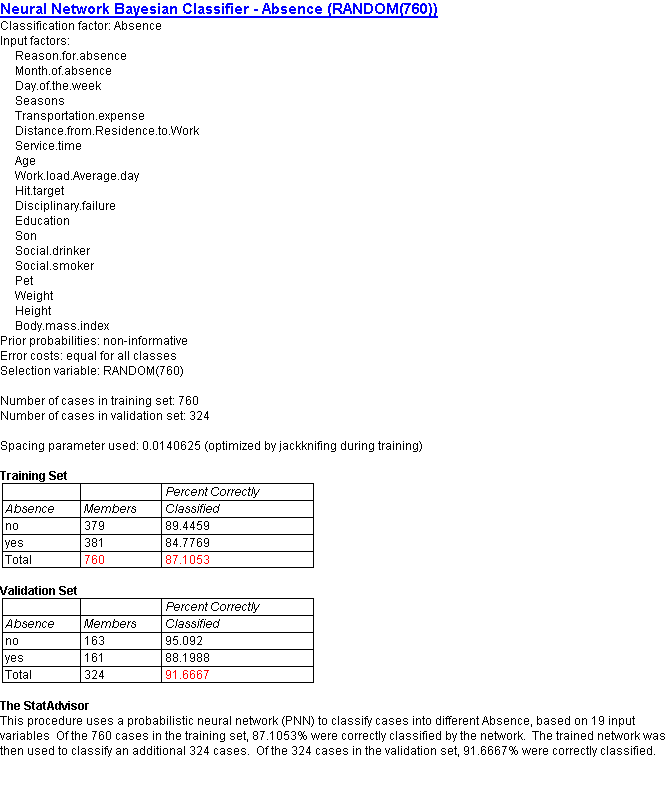 Neural Network Bayesian Classifier - Absence (RANDOM(760))
Classification factor: Absence
Input factors:
Reason.for.absence
Month.of.absence
Day.of.the.week
Seasons
Transportation.expense
Distance.from.Residence.to.Work
Service.time
Age
Work.load.Average.day
Hit.target
Disciplinary.failure
Education
Son
Social.drinker
Social.smoker
Pet
Weight
Height
Body.mass.index
Prior probabilities: non-informative
Error costs: equal for all classes
Selection variable: RANDOM(760)
Number of cases in training set: 760
Number of cases in validation set: 324
Spacing parameter used: 0.0140625 (optimized by jackknifing during training)
Training Set
Percent Correctly
Absence Members Classified
no 379 89.4459
yes 381 84.7769
Total 760 87.1053
Validation Set
Percent Correctly
Absence Members Classified
no 163 95.092
yes 161 88.1988
Total 324 91.6667
The StatAdvisor
This procedure uses a probabilistic neural network (PNN) to classify cases into different Absence, based on 19 input
variables  Of the 760 cases in the training set, 87.1053% were correctly classified by the network.  The trained network was
then used to classify an additional 324 cases.  Of the 324 cases in the validation set, 91.6667% were correctly classified.